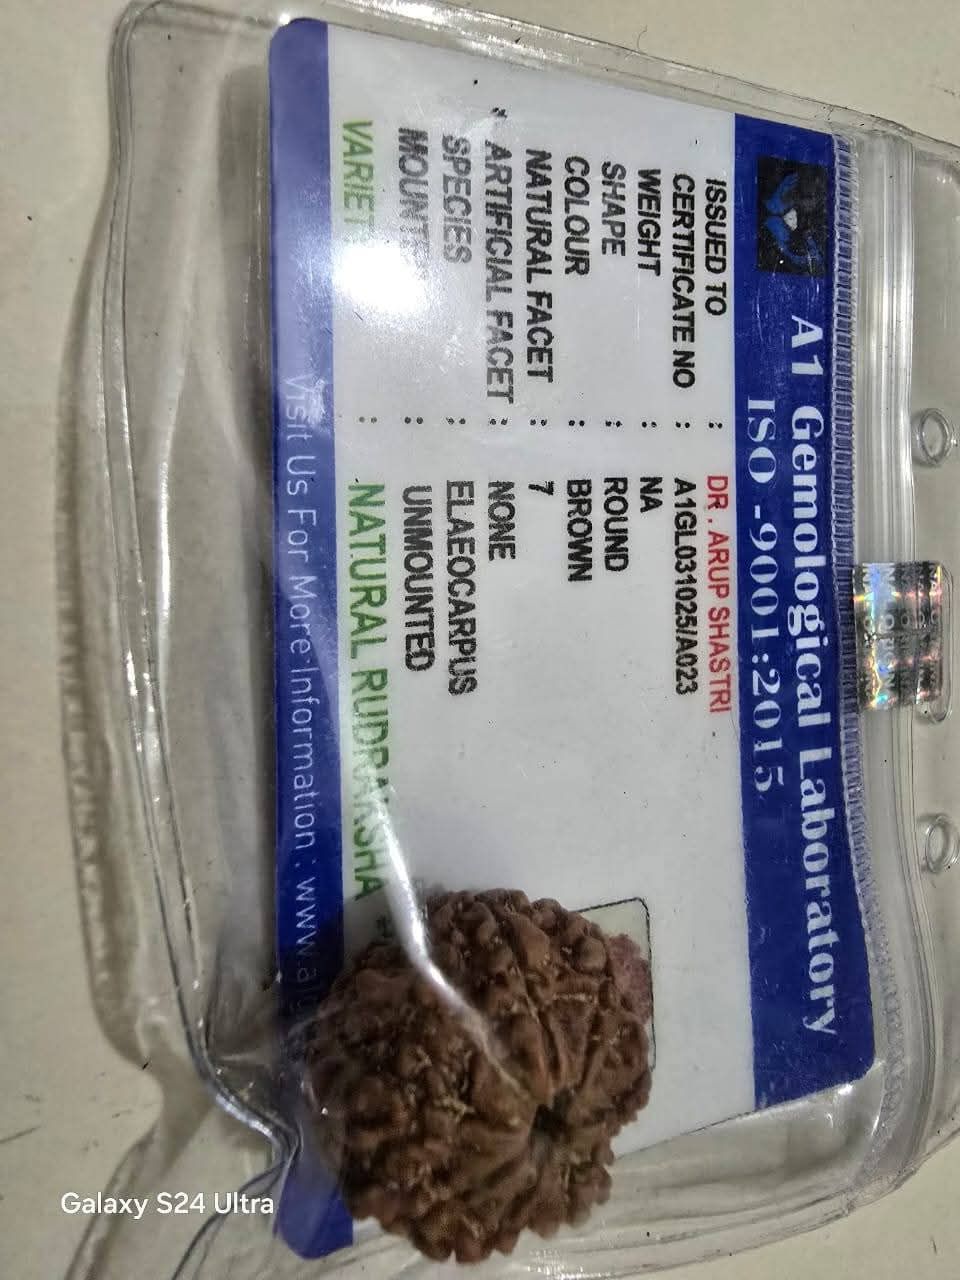 A1 Gemological Laboratory
ISO -9001:2015
ISSUED TO : DR. ARUP SHASTRI
CERTIFICATE NO : A1GL031025/A023
WEIGHT : NA
SHAPE : ROUND
COLOUR : BROWN
NATURAL FACET : 7
* ARTIFICIAL FACET : NONE
SPECIES : ELAEOCARPUS
: UNMOUNTED
: NATURAL RUDRAKSHA
Visit Us For More Information : www.
Galaxy S24 Ultra